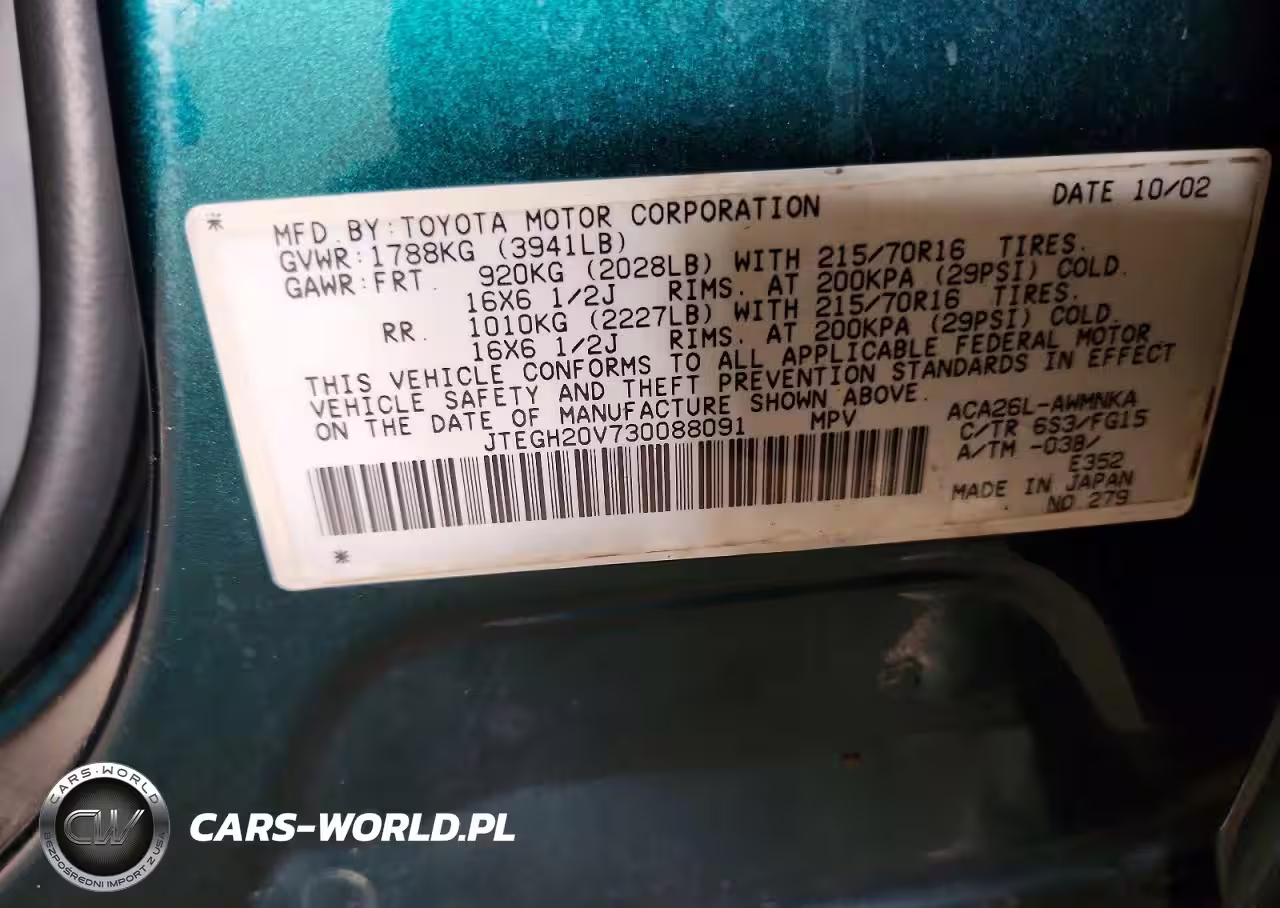 DATE 10/02
MFD. BY: TOYOTA MOTOR CORPORATION
GVWR: 1788KG (3941LB)
GAWR: FRT. 920KG (2028LB) WITH 215/70R16 TIRES.
16X6 1/2J RIMS. AT 200KPA (29PSI) COLD.
RR. 1010KG (2227LB) WITH 215/70R16 TIRES.
16X6 1/2J RIMS. AT 200KPA (29PSI) COLD.
THIS VEHICLE CONFORMS TO ALL APPLICABLE FEDERAL MOTOR
VEHICLE SAFETY AND THEFT PREVENTION STANDARDS IN EFFECT
ON THE DATE OF MANUFACTURE SHOWN ABOVE.
JTEGH20V730088091 MPV
ACA26L-AWMNKA
C/TR 6S3/FG15
A/TM -03B/
E352
MADE IN JAPAN
NO 279
CARS-WORLD
CW
BEZPOŚREDNI IMPORT Z USA
CARS-WORLD.PL